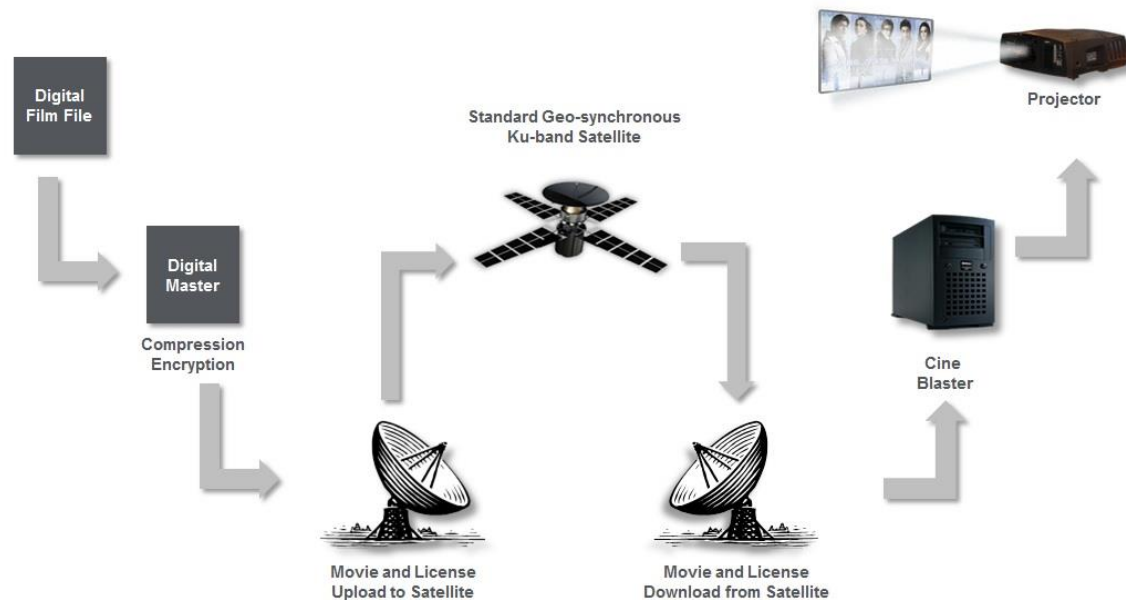 Digital
Film File
Digital
Master
Compression
Encryption
Movie and License
Upload to Satellite
Standard Geo-synchronous
Ku-band Satellite
Movie and License
Download from Satellite
Cine
Blaster
Projector